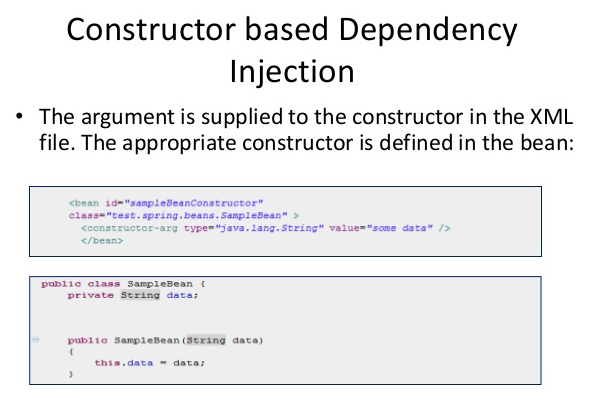 Constructor based Dependency
Injection
• The argument is supplied to the constructor in the XML
file. The appropriate constructor is defined in the bean:
<bean id="sampleBeanConstructor"
class="test.spring.beans.SampleBean" >
<constructor-arg type="java.lang.String" value="some data" />
</bean>
public class SampleBean {
private String data;
public SampleBean(String data)
{
this.data = data;
}